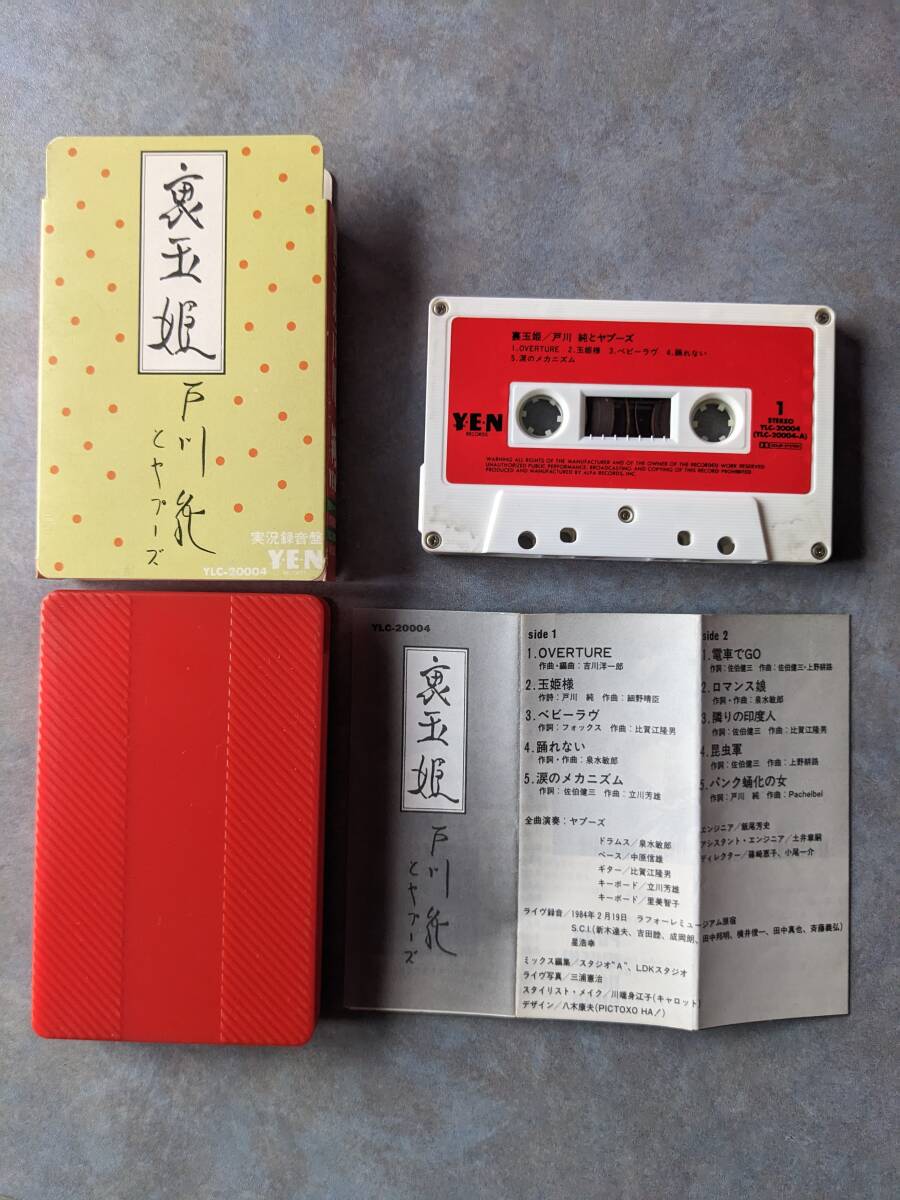 裏玉姫
戸川純
とヤプーズ
実況録音盤
Y·E·N
YLC-20004
裏玉姫/戸川 純とヤプーズ
1.OVERTURE 2.玉姫様 3.ベビーラヴ 4.踊れない
5.涙のメカニズム
Y·E·N
RECORDS
1
STEREO
YLC-20004
(YLC-20004-A)
WARNING ALL RIGHTS OF THE MANUFACTURER AND OF THE OWNER OF THE RECORDED WORK RESERVED
UNAUTHORIZED PUBLIC PERFORMANCE, BROADCASTING AND COPYING OF THIS RECORD PROHIBITED
PRODUCED AND MANUFACTURED BY ALFA RECORDS, INC.
YLC-20004
裏玉姫
戸川純
とヤプーズ
side 1
1.OVERTURE
作曲・編曲:吉川洋一郎
2.玉姫様
作詩:戸川 純 作曲:細野晴臣
3.ベビーラヴ
作詞:フォックス 作曲:比賀江隆男
4.踊れない
作詞・作曲:泉水敏郎
5.涙のメカニズム
作詞:佐伯健三 作曲:立川芳雄
全曲演奏:ヤプーズ
ドラムス/泉水敏郎
ベース/中原信雄
ギター/比賀江隆男
キーボード/立川芳雄
キーボード/里美智子
ライヴ録音/1984年2月19日 ラフォーレミュージアム原宿
S.C.I.(新木達夫、吉田睦、成岡朗、田中邦明、横井俊一、田中真也、斉藤義弘)
星浩幸
ミックス編集/スタジオ"A"、LDKスタジオ
ライヴ写真/三浦憲治
スタイリスト・メイク/川端身江子(キャロット)
デザイン/八木康夫(PICTOXO HA!)
side 2
1.電車でGO
作詞:佐伯健三 作曲:佐伯健三・上野耕路
2.ロマンス娘
作詞・作曲:泉水敏郎
3.隣りの印度人
作詞:佐伯健三 作曲:比賀江隆男
4.昆虫軍
作詞:佐伯健三 作曲:上野耕路
5.パンク蛹化の女
作詞:戸川 純 作曲:Pachelbel
エンジニア/飯尾芳史
アシスタント・エンジニア/土井章嗣
ディレクター/篠崎恵子、小尾一介